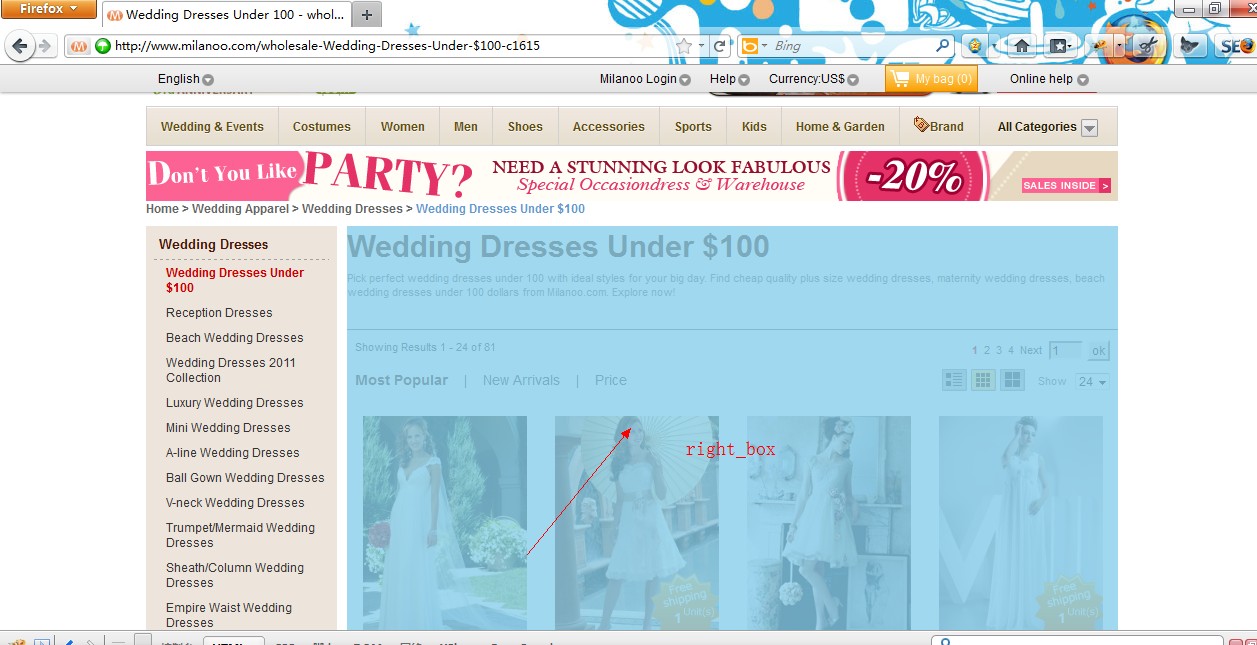 Firefox
Wedding Dresses Under 100 - whol...
http://www.milanoo.com/wholesale-Wedding-Dresses-Under-$100-c1615
Bing
SEO
English
Milanoo Login
Help
Currency:US$
My bag (0)
Online help
Wedding & Events
Costumes
Women
Men
Shoes
Accessories
Sports
Kids
Home & Garden
Brand
All Categories
Don't You Like PARTY?
NEED A STUNNING LOOK FABULOUS
Special Occasiondress & Warehouse
-20%
SALES INSIDE >
Home > Wedding Apparel > Wedding Dresses > Wedding Dresses Under $100
Wedding Dresses
Wedding Dresses Under
$100
Reception Dresses
Beach Wedding Dresses
Wedding Dresses 2011
Collection
Luxury Wedding Dresses
Mini Wedding Dresses
A-line Wedding Dresses
Ball Gown Wedding Dresses
V-neck Wedding Dresses
Trumpet/Mermaid Wedding
Dresses
Sheath/Column Wedding
Dresses
Empire Waist Wedding
Dresses
Wedding Dresses Under $100
Pick perfect wedding dresses under 100 with ideal styles for your big day. Find cheap quality plus size wedding dresses, maternity wedding dresses, beach
wedding dresses under 100 dollars from Milanoo.com. Explore now!
Showing Results 1 - 24 of 81
1 2 3 4 Next 1 ok
Most Popular | New Arrivals | Price
Show 24
right_box
Free
shipping
1 Unit(s)
Free
shipping
1 Unit(s)